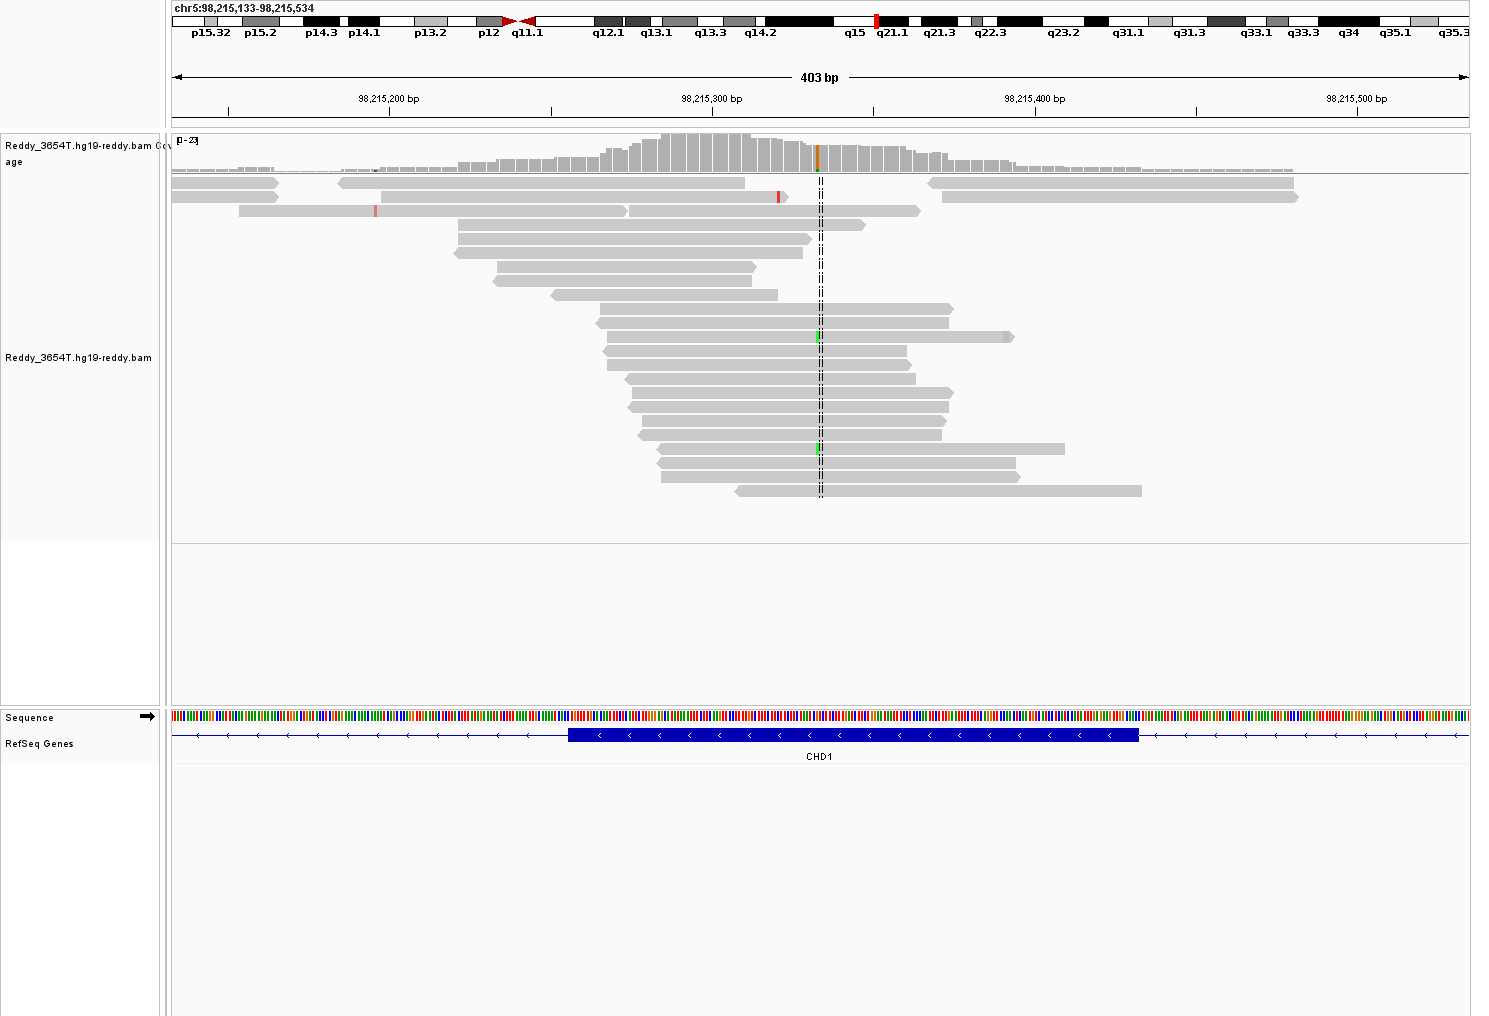 chr5:98,215,133-98,215,534
p15.32 p15.2 p14.3 p14.1 p13.2 p12 q11.1 q12.1 q13.1 q13.3 q14.2 q15 q21.1 q21.3 q22.3 q23.2 q31.1 q31.3 q33.1 q33.3 q34 q35.1 q35.3
403 bp
98,215,200 bp 98,215,300 bp 98,215,400 bp 98,215,500 bp
[0 - 23]
Reddy_3654T.hg19-reddy.bam Cov
age
Reddy_3654T.hg19-reddy.bam
Sequence
RefSeq Genes
CHD1